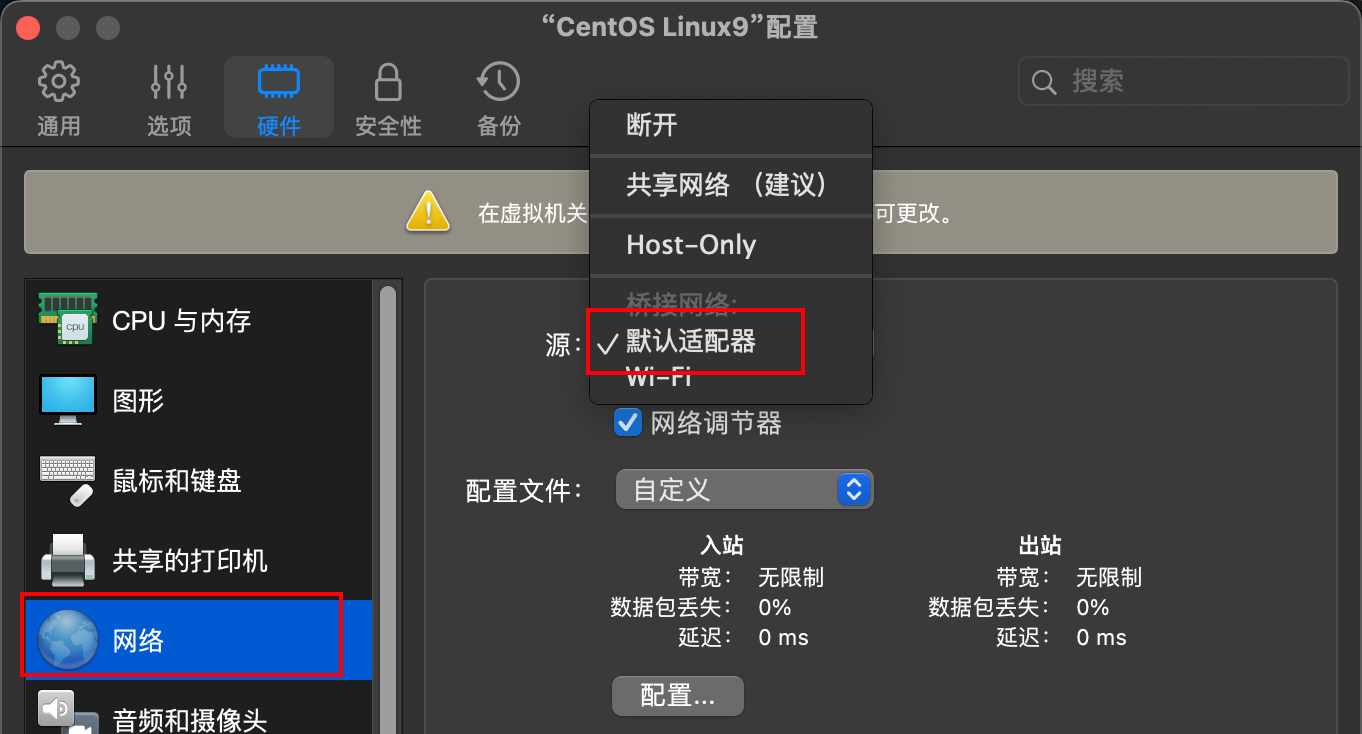 “CentOS Linux9”配置
通用
选项
硬件
安全性
备份
搜索
断开
共享网络 （建议）
Host-Only
桥接网络:
默认适配器
Wi-Fi
在虚拟机关
可更改。
CPU 与内存
cpu
图形
鼠标和键盘
共享的打印机
网络
音频和摄像头
源：
网络调节器
配置文件：
自定义
入站
带宽： 无限制
数据包丢失： 0%
延迟： 0 ms
出站
带宽： 无限制
数据包丢失： 0%
延迟： 0 ms
配置...